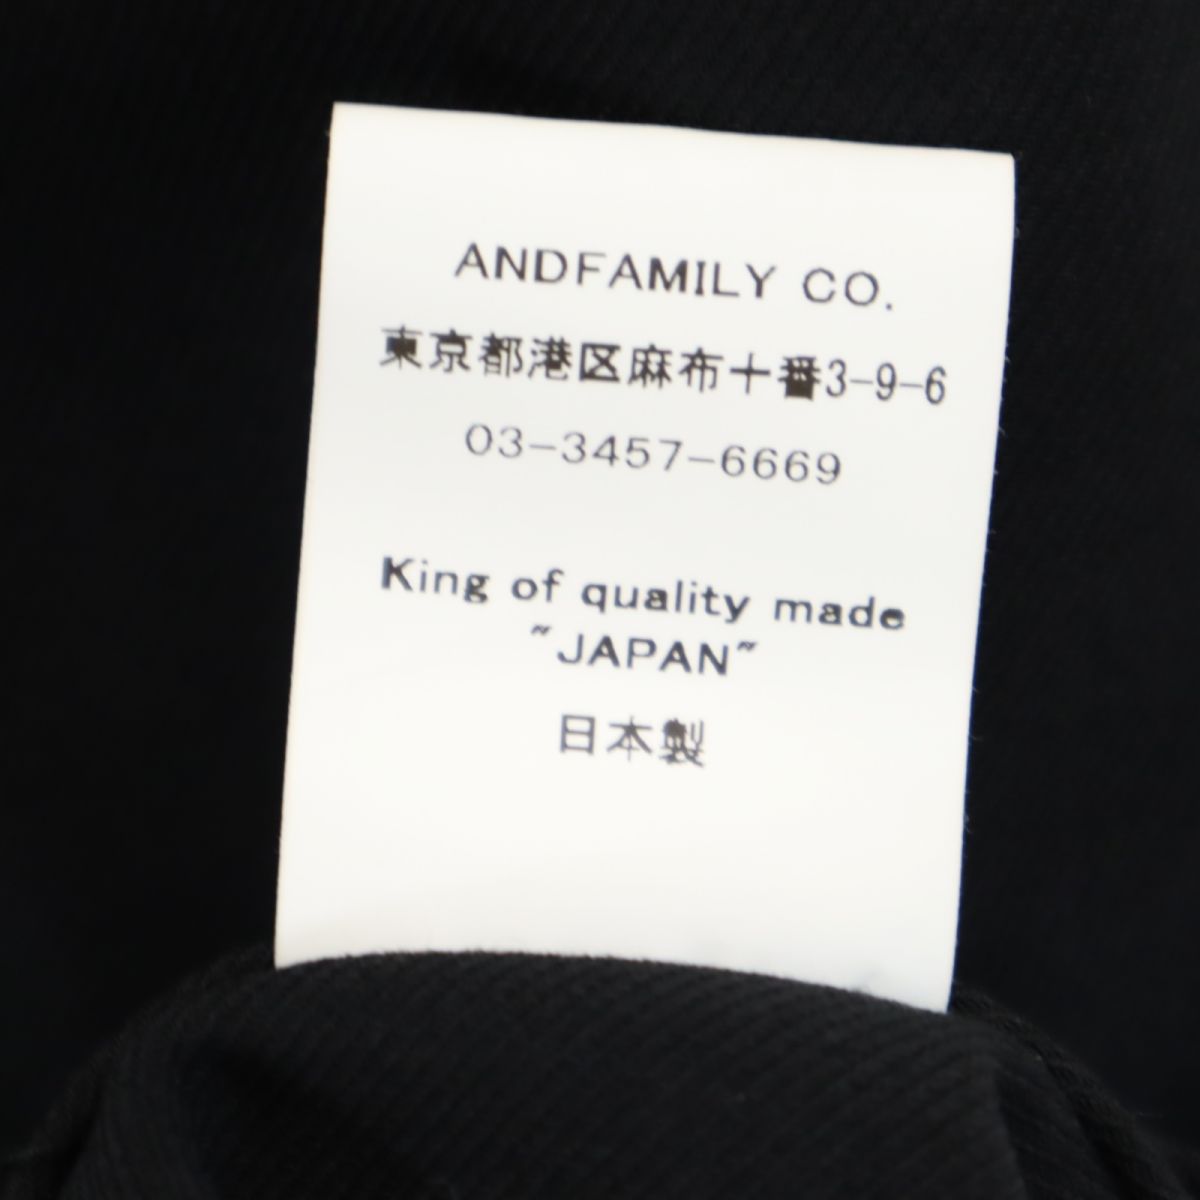 ANDFAMILY CO.
東京都港区麻布十番3-9-6
03-3457-6669
King of quality made
"JAPAN"
日本製